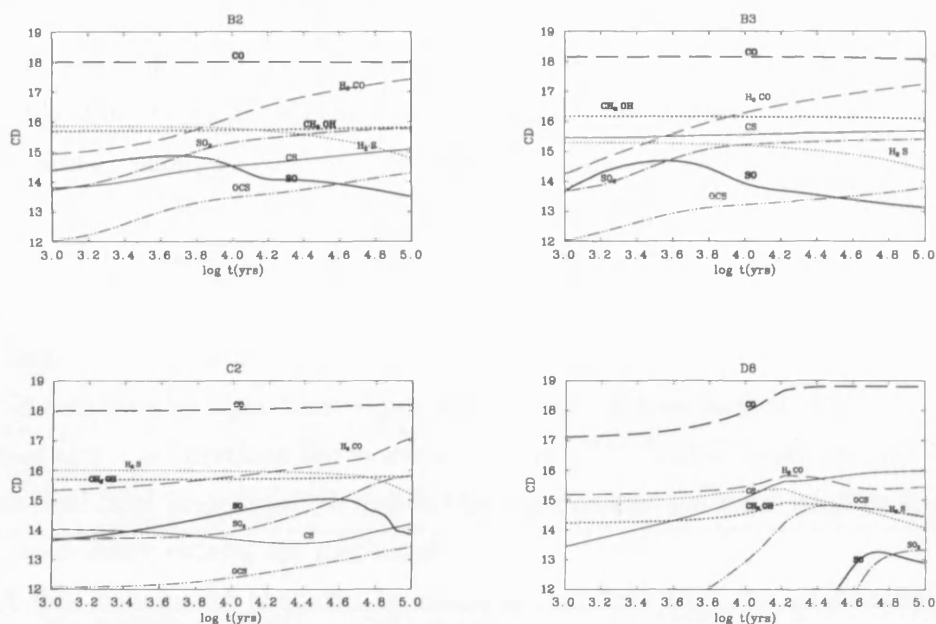 B2
19
18
17
16
15
14
13
12
CD
CO
H₂ CO
CH₃ OH
SO₂
CS
H₂ S
SO
OCS
3.0 3.2 3.4 3.6 3.8 4.0 4.2 4.4 4.6 4.8 5.0
log t(yrs)
B3
19
18
17
16
15
14
13
12
CD
CO
H₂ CO
CH₃ OH
CS
H₂ S
SO₂
SO
OCS
3.0 3.2 3.4 3.6 3.8 4.0 4.2 4.4 4.6 4.8 5.0
log t(yrs)
C2
19
18
17
16
15
14
13
12
CD
CO
H₂ CO
H₂ S
CH₃ OH
SO
SO₂
CS
OCS
3.0 3.2 3.4 3.6 3.8 4.0 4.2 4.4 4.6 4.8 5.0
log t(yrs)
D6
19
18
17
16
15
14
13
12
CD
CO
H₂ CO
CS
OCS
CH₃ OH
H₂ S
SO₂
SO
3.0 3.2 3.4 3.6 3.8 4.0 4.2 4.4 4.6 4.8 5.0
log t(yrs)